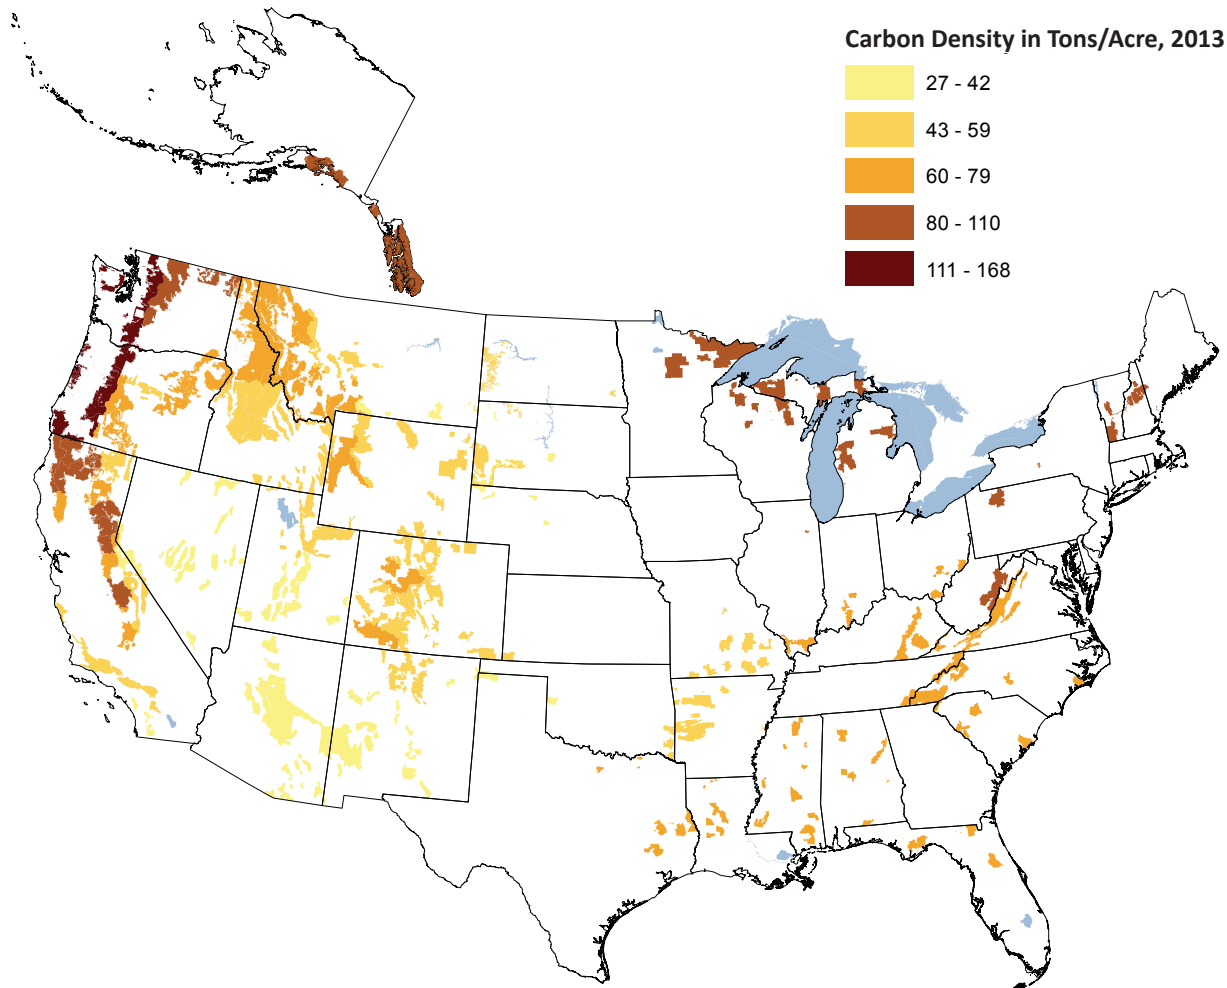 Carbon Density in Tons/Acre, 2013
27 - 42
43 - 59
60 - 79
80 - 110
111 - 168